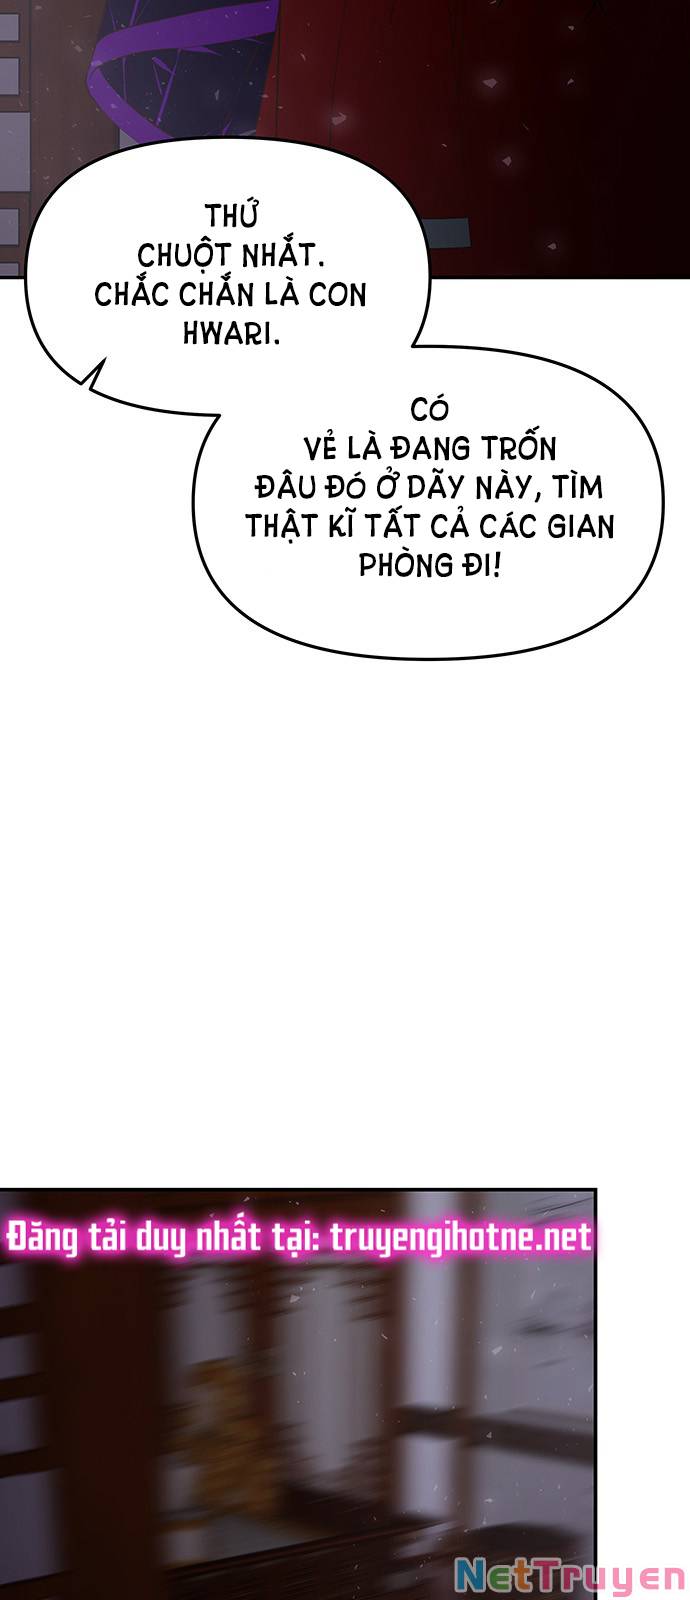 THỨ
CHUỘT NHẮT.
CHẮC CHẮN LÀ CON
HWARI.
CÓ
VẺ LÀ ĐANG TRỐN
ĐÂU ĐÓ Ở DÃY NÀY, TÌM
THẬT KĨ TẤT CẢ CÁC GIAN
PHÒNG ĐI!
Đăng tải duy nhất tại: truyengihotne.net
NetTruyen